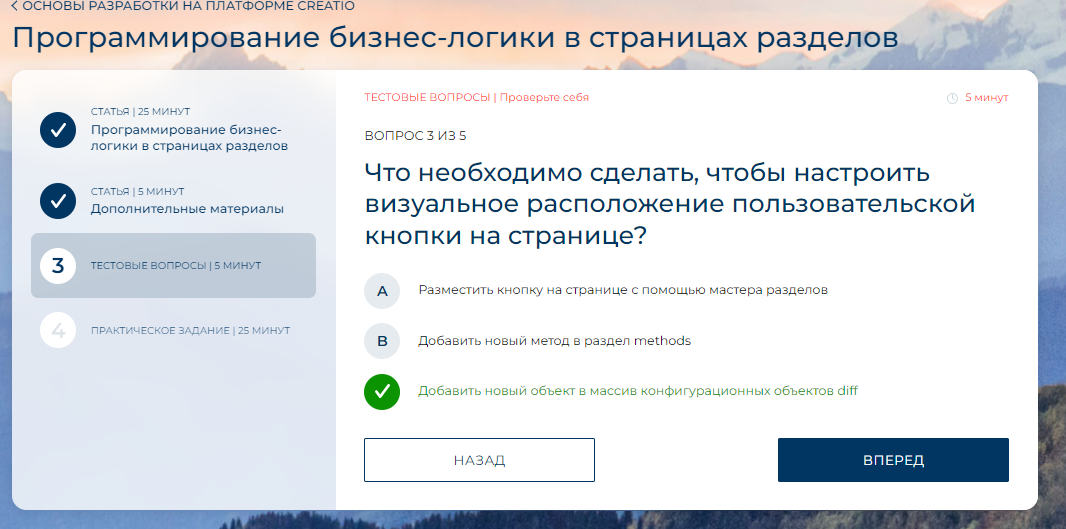 < ОСНОВЫ РАЗРАБОТКИ НА ПЛАТФОРМЕ CREATIO
Программирование бизнес-логики в страницах разделов
СТАТЬЯ | 25 МИНУТ
Программирование бизнес-
логики в страницах разделов
СТАТЬЯ | 5 МИНУТ
Дополнительные материалы
3
ТЕСТОВЫЕ ВОПРОСЫ | 5 МИНУТ
4
ПРАКТИЧЕСКОЕ ЗАДАНИЕ | 25 МИНУТ
ТЕСТОВЫЕ ВОПРОСЫ | Проверьте себя
5 минут
ВОПРОС 3 ИЗ 5
Что необходимо сделать, чтобы настроить
визуальное расположение пользовательской
кнопки на странице?
A Разместить кнопку на странице с помощью мастера разделов
B Добавить новый метод в раздел methods
Добавить новый объект в массив конфигурационных объектов diff
НАЗАД
ВПЕРЕД